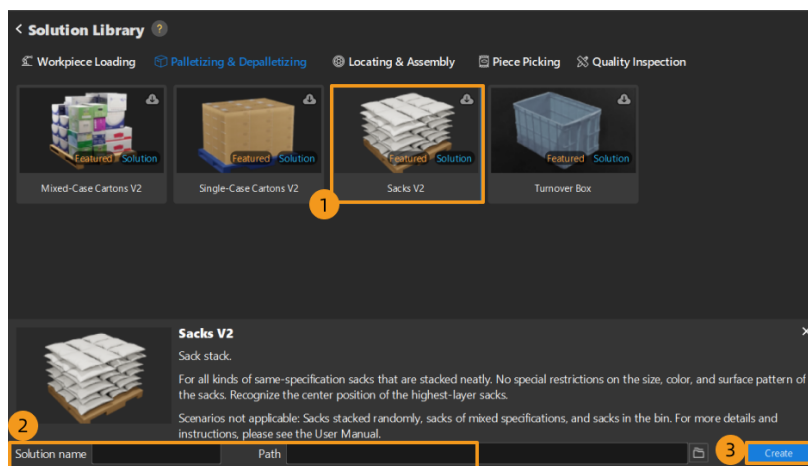 < Solution Library ?
Workpiece Loading Palletizing & Depalletizing Locating & Assembly Piece Picking Quality Inspection
Featured Solution Featured Solution Featured Solution Featured Solution
Mixed-Case Cartons V2 Single-Case Cartons V2 Sacks V2 Turnover Box
1
Sacks V2
Sack stack.
For all kinds of same-specification sacks that are stacked neatly. No special restrictions on the size, color, and surface pattern of
the sacks. Recognize the center position of the highest-layer sacks.
Scenarios not applicable: Sacks stacked randomly, sacks of mixed specifications, and sacks in the bin. For more details and
instructions, please see the User Manual.
2
Solution name Path 3 Create